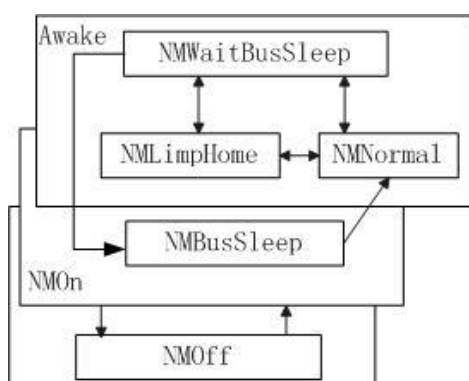 Awake
NMWaitBusSleep
NMLimpHome
NMNormal
NMBusSleep
NMOn
NMOff